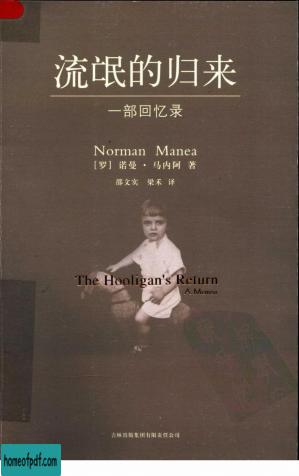 流氓的归来
一部回忆录
Norman Manea
［罗］诺曼·马内阿 著
邵文实 梁禾 译
The Hooligan's Return
A Memoir
吉林出版集团有限责任公司
homeofpdf.com